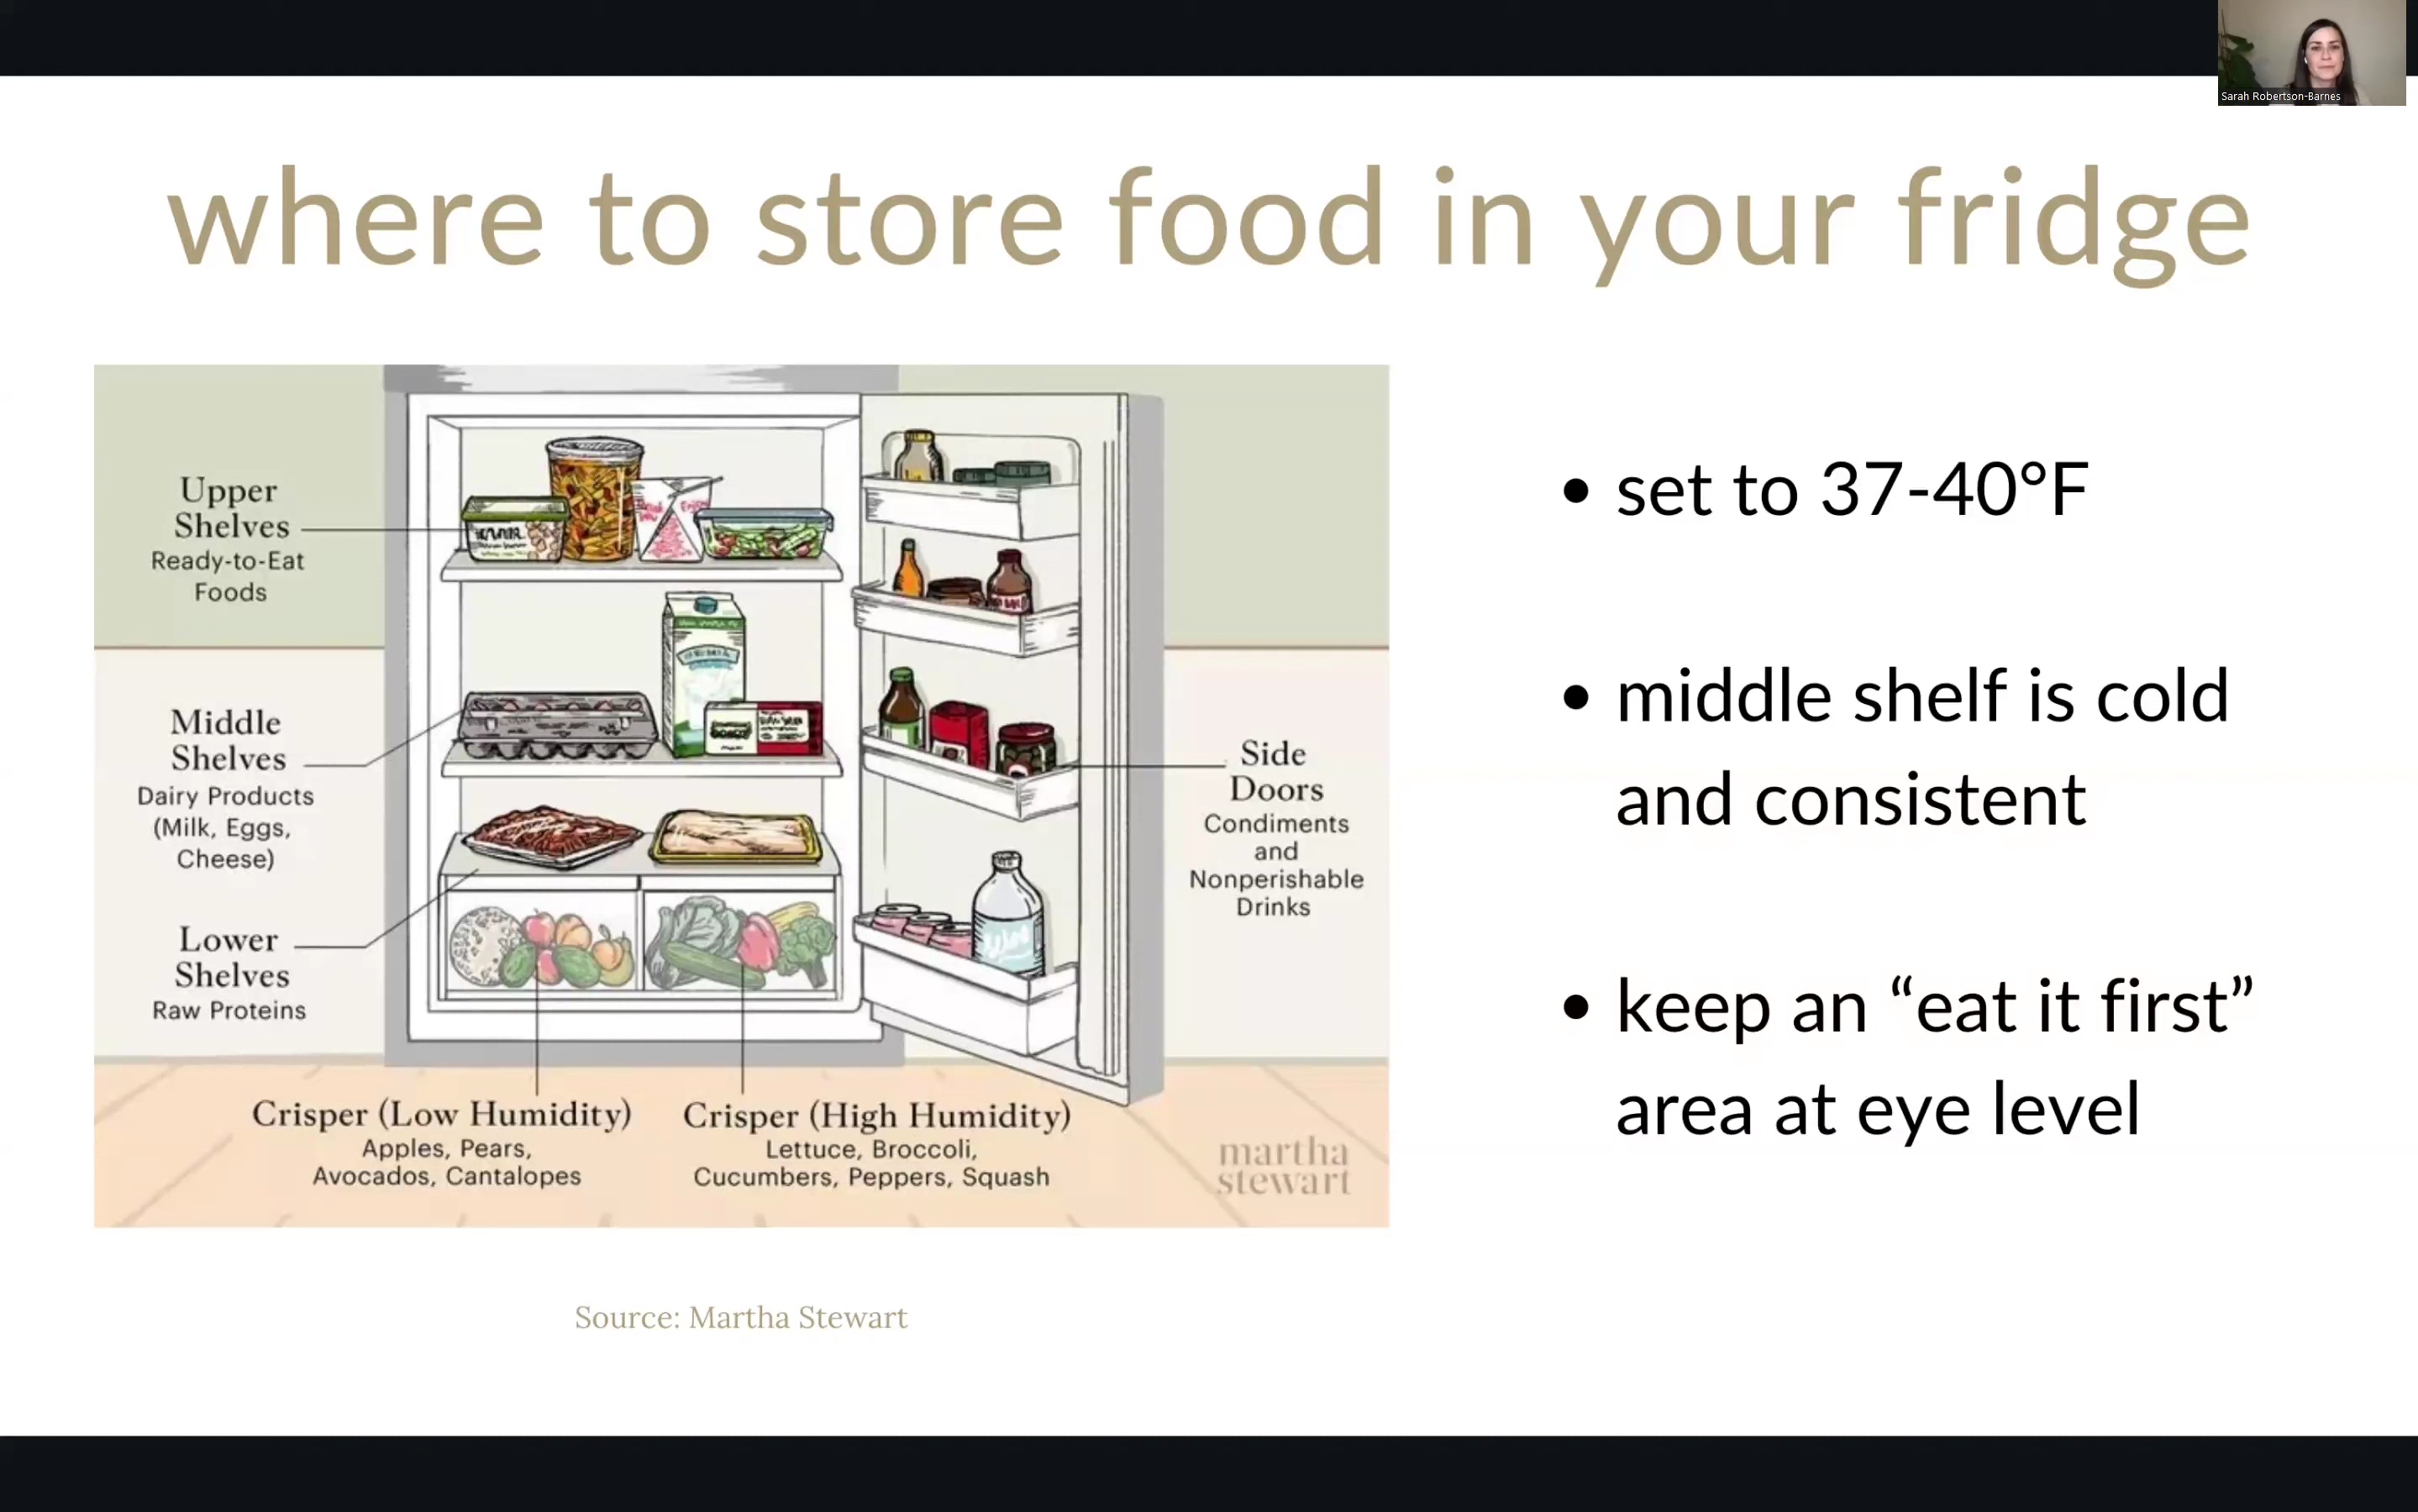 Sarah Robertson-Barnes
where to store food in your fridge
Upper
Shelves
Ready-to-Eat
Foods
Middle
Shelves
Dairy Products
(Milk, Eggs,
Cheese)
Lower
Shelves
Raw Proteins
Side
Doors
Condiments
and
Nonperishable
Drinks
Crisper (Low Humidity)
Apples, Pears,
Avocados, Cantalopes
Crisper (High Humidity)
Lettuce, Broccoli,
Cucumbers, Peppers, Squash
martha
stewart
Source: Martha Stewart
• set to 37-40°F
• middle shelf is cold
and consistent
• keep an “eat it first”
area at eye level